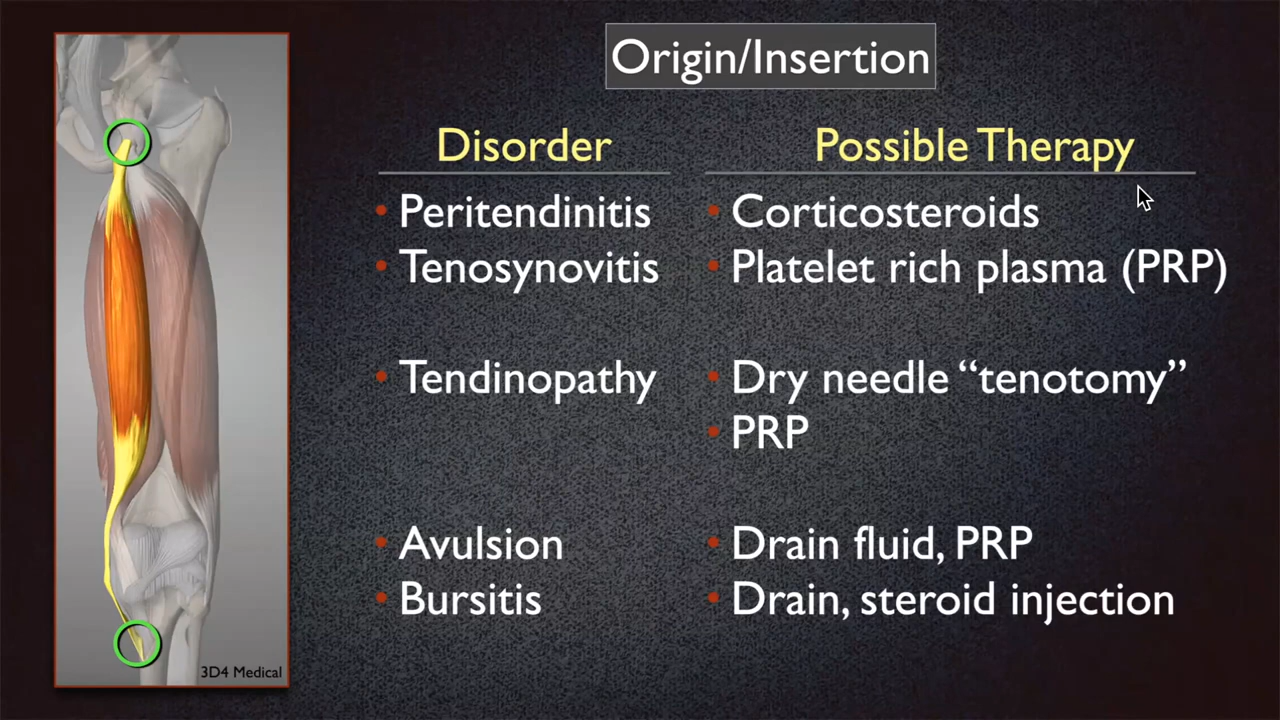 Origin/Insertion
Disorder
Possible Therapy
• Peritendinitis
• Corticosteroids
• Tenosynovitis
• Platelet rich plasma (PRP)
• Tendinopathy
• Dry needle “tenotomy”
• PRP
• Avulsion
• Drain fluid, PRP
• Bursitis
• Drain, steroid injection
3D4 Medical